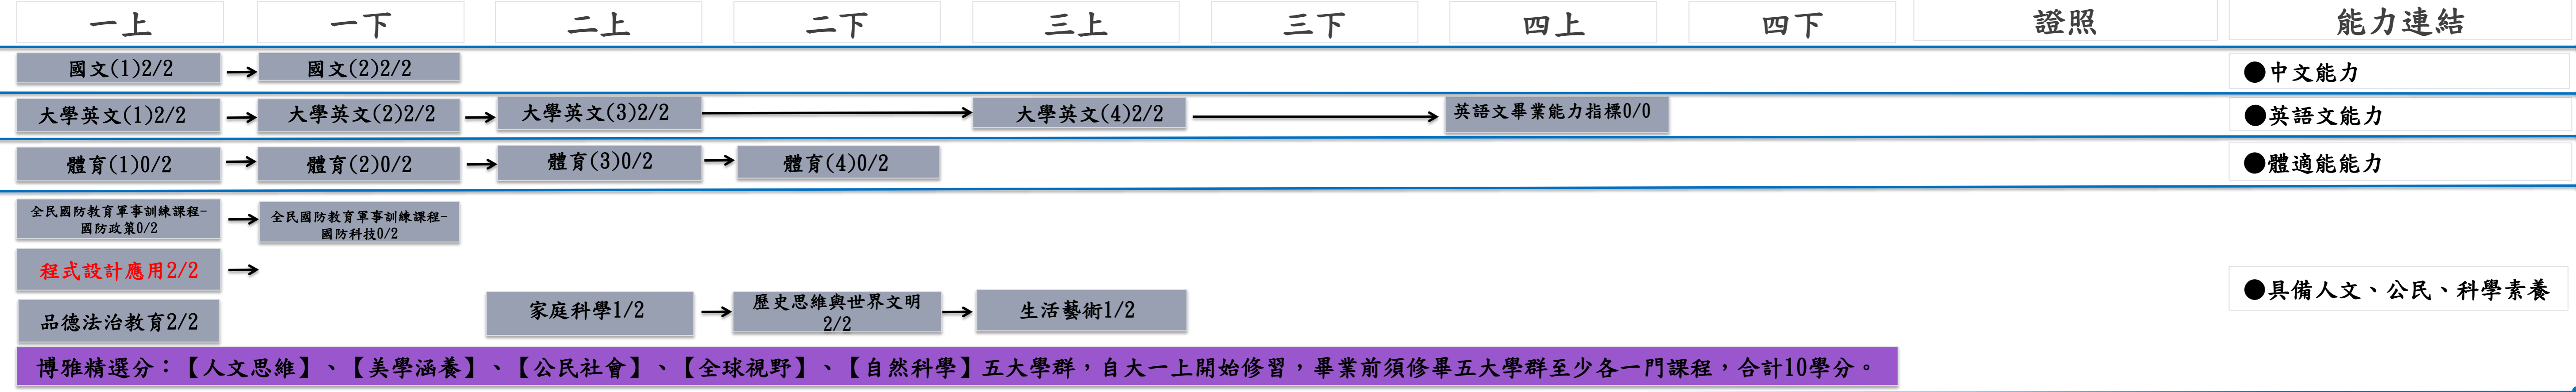 一上
一下
二上
二下
三上
三下
四上
四下
證照
能力連結
國文(1)2/2
國文(2)2/2
●中文能力
大學英文(1)2/2
大學英文(2)2/2
大學英文(3)2/2
大學英文(4)2/2
英語文畢業能力指標0/0
●英語文能力
體育(1)0/2
體育(2)0/2
體育(3)0/2
體育(4)0/2
●體適能能力
全民國防教育軍事訓練課程-
國防政策0/2
全民國防教育軍事訓練課程-
國防科技0/2
程式設計應用2/2
品德法治教育2/2
家庭科學1/2
歷史思維與世界文明
2/2
生活藝術1/2
●具備人文、公民、科學素養
博雅精選分：【人文思維】、【美學涵養】、【公民社會】、【全球視野】、【自然科學】五大學群，自大一上開始修習，畢業前須修畢五大學群至少各一門課程，合計10學分。